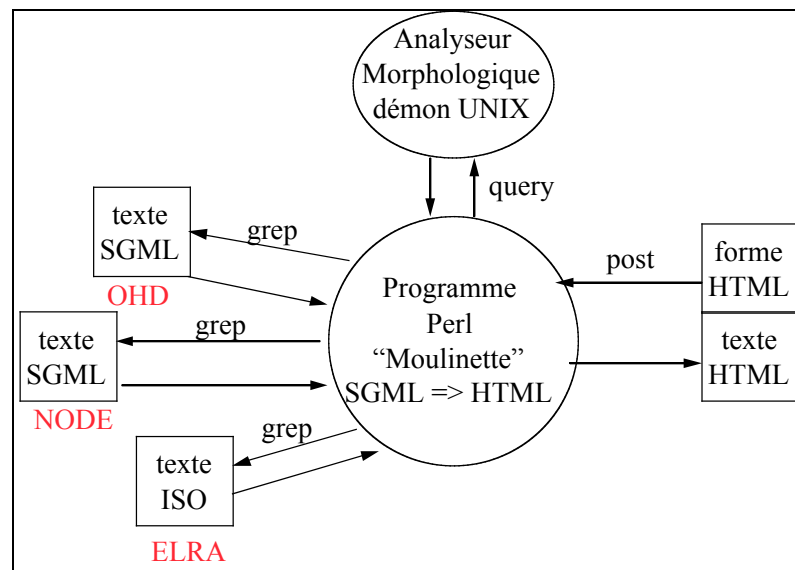 Analyseur
Morphologique
démon UNIX
query
texte
SGML
OHD
grep
post
forme
HTML
texte
SGML
NODE
grep
Programme
Perl
“Moulinette”
SGML => HTML
texte
HTML
texte
ISO
ELRA
grep